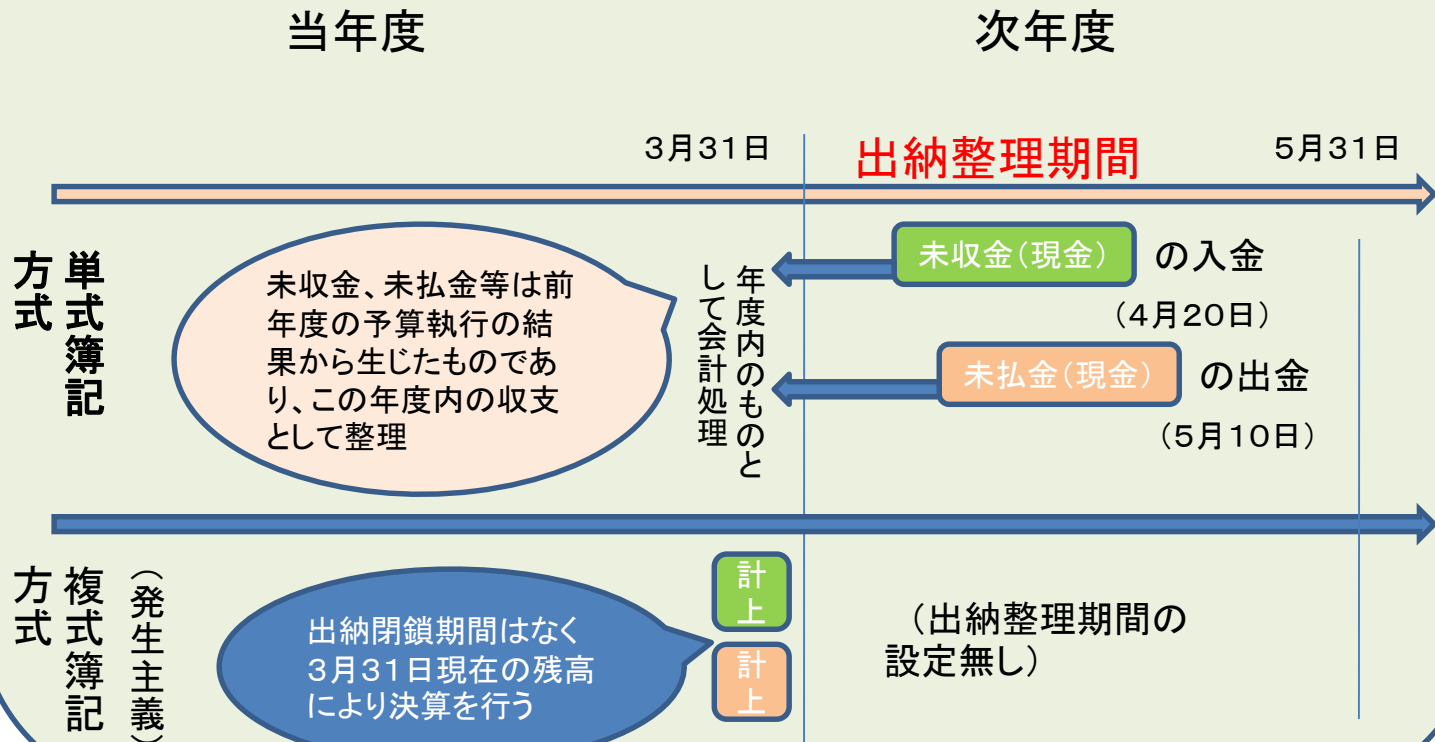 当年度
次年度
3月31日
出納整理期間
5月31日
単式簿記
方式
未収金、未払金等は前
年度の予算執行の結
果から生じたものであ
り、この年度内の収支
として整理
年度内のものと
して会計処理
未収金(現金)
の入金
(4月20日)
未払金(現金)
の出金
(5月10日)
(発生主義)
複式簿記
方式
出納閉鎖期間はなく
3月31日現在の残高
により決算を行う
計
上
計
上
(出納整理期間の
設定無し)